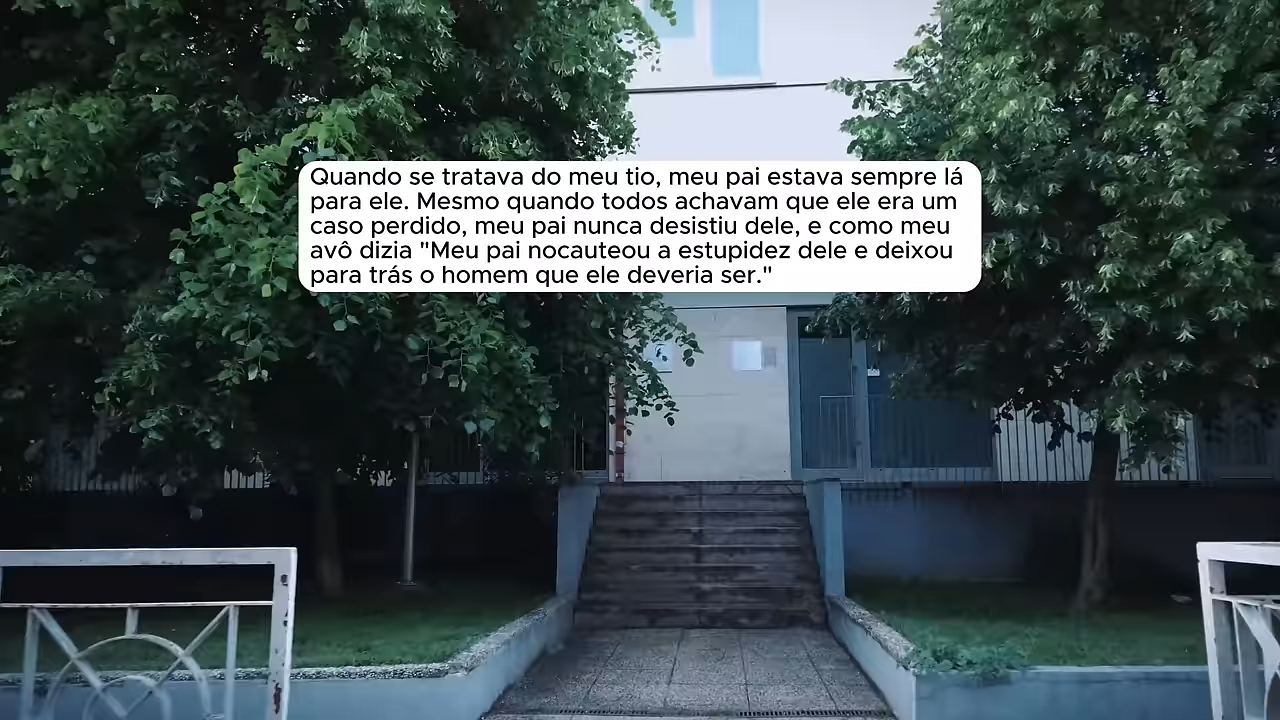 Quando se tratava do meu tio, meu pai estava sempre lá
para ele. Mesmo quando todos achavam que ele era um
caso perdido, meu pai nunca desistiu dele, e como meu
avô dizia "Meu pai nocauteou a estupidez dele e deixou
para trás o homem que ele deveria ser."